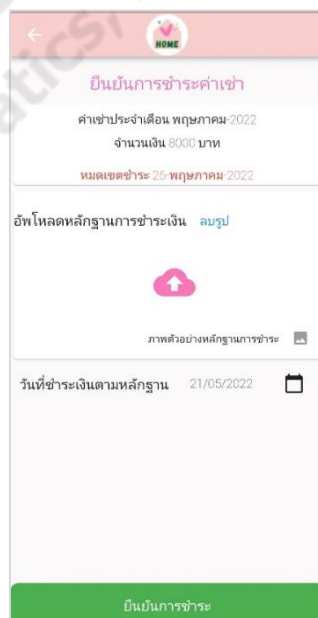 HOME
ยืนยันการชำระค่าเช่า
ค่าเช่าประจำเดือน พฤษภาคม-2022
จำนวนเงิน 8000 บาท
หมดเขตชำระ 26-พฤษภาคม-2022
อัพโหลดหลักฐานการชำระเงิน ลบรูป
ภาพตัวอย่างหลักฐานการชำระ
วันที่ชำระเงินตามหลักฐาน 21/05/2022
ยืนยันการชำระ